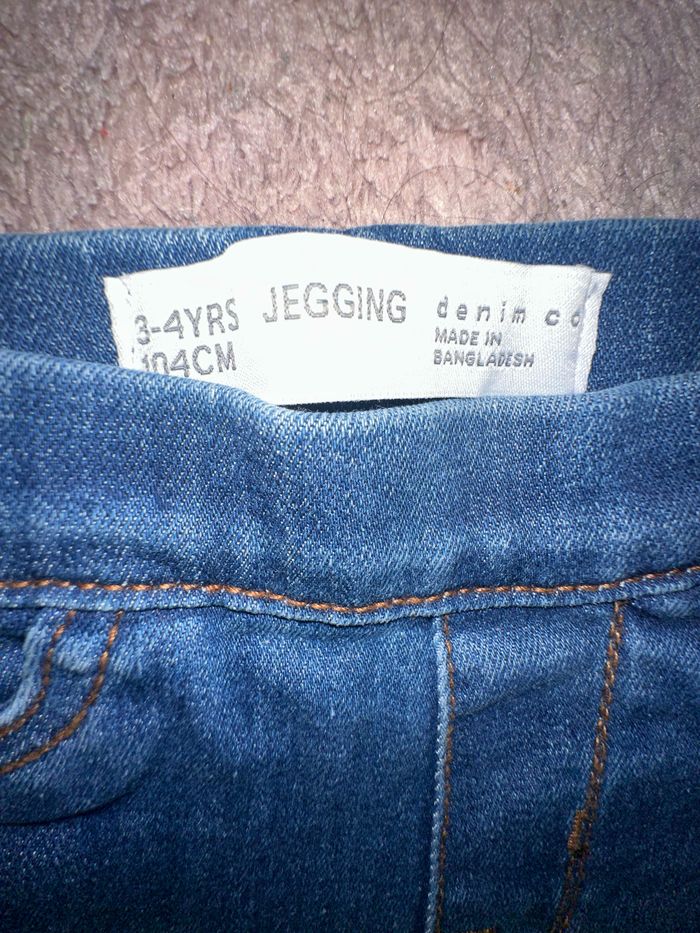 3-4YRS
104CM
JEGGING
denim co
MADE IN
BANGLADESH